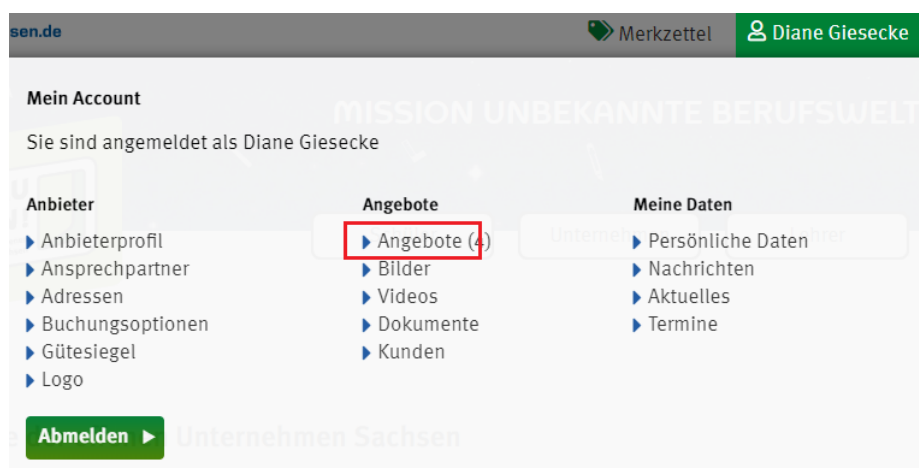 sen.de
Merkzettel
Diane Giesecke
Mein Account
MISSION UNBEKANNTE BERUFSWELT
Sie sind angemeldet als Diane Giesecke
Anbieter
Anbieterprofil
Ansprechpartner
Adressen
Buchungsoptionen
Gütesiegel
Logo
Angebote
Angebote (4)
Bilder
Videos
Dokumente
Kunden
Meine Daten
Persönliche Daten
Nachrichten
Aktuelles
Termine
Abmelden
Unternehmen Sachsen